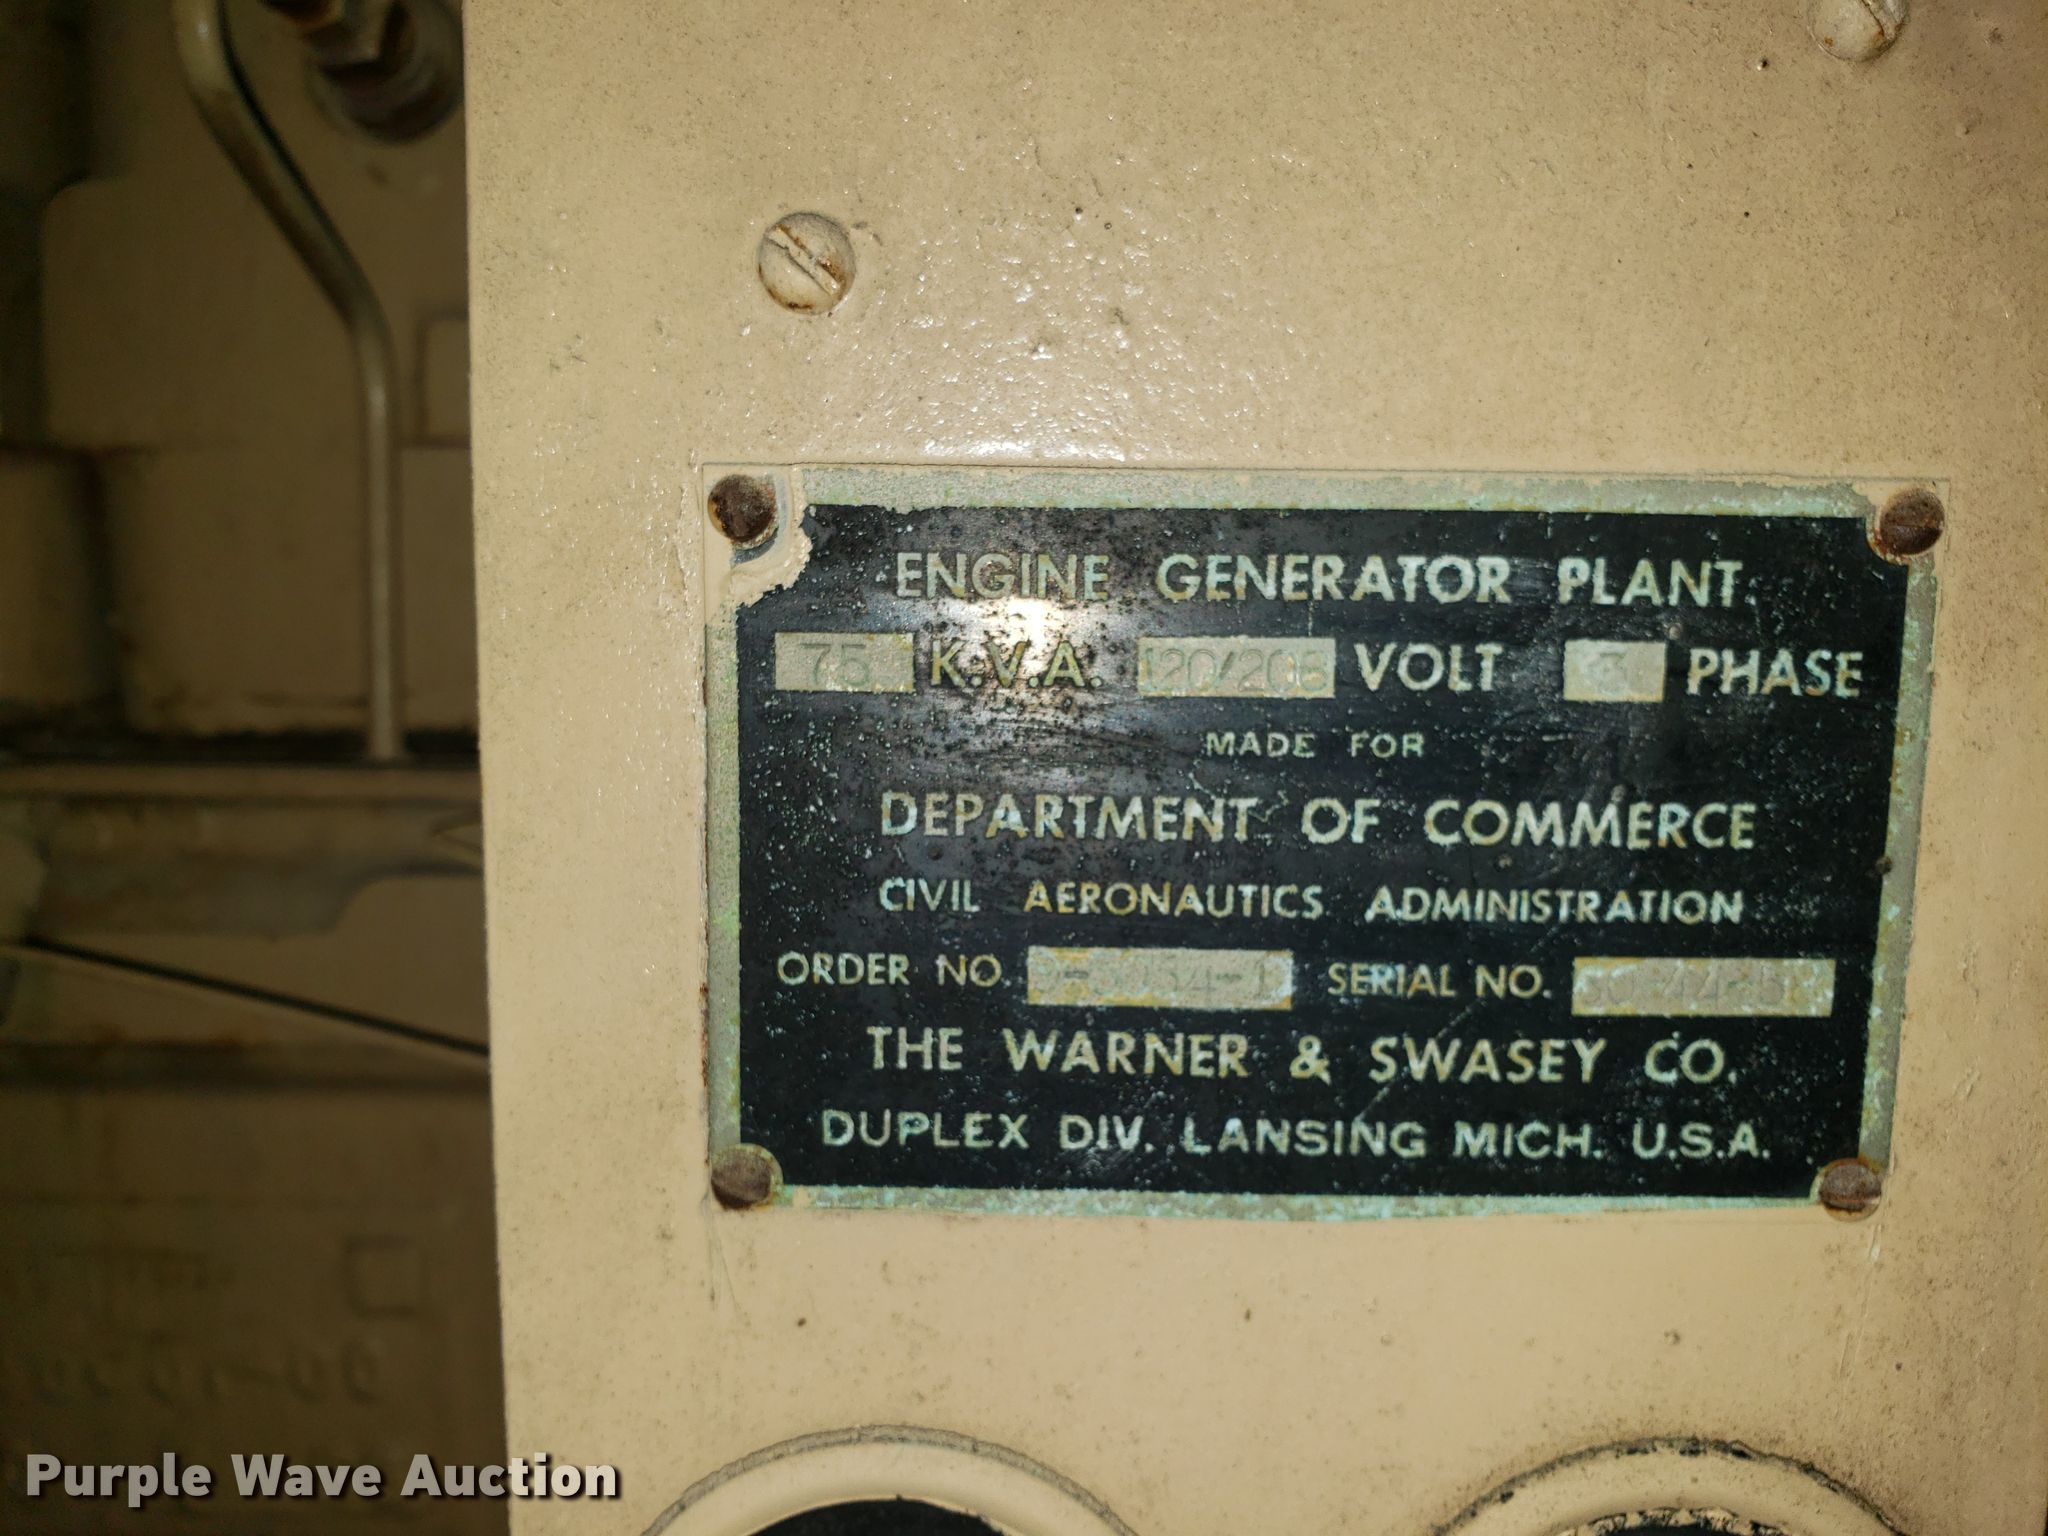 ENGINE GENERATOR PLANT.
75 K.V.A. 120/208 VOLT 3 PHASE
MADE FOR
DEPARTMENT OF COMMERCE
CIVIL AERONAUTICS ADMINISTRATION
ORDER NO. SERIAL NO.
THE WARNER & SWASEY CO.
DUPLEX DIV. LANSING MICH. U.S.A.
Purple Wave Auction